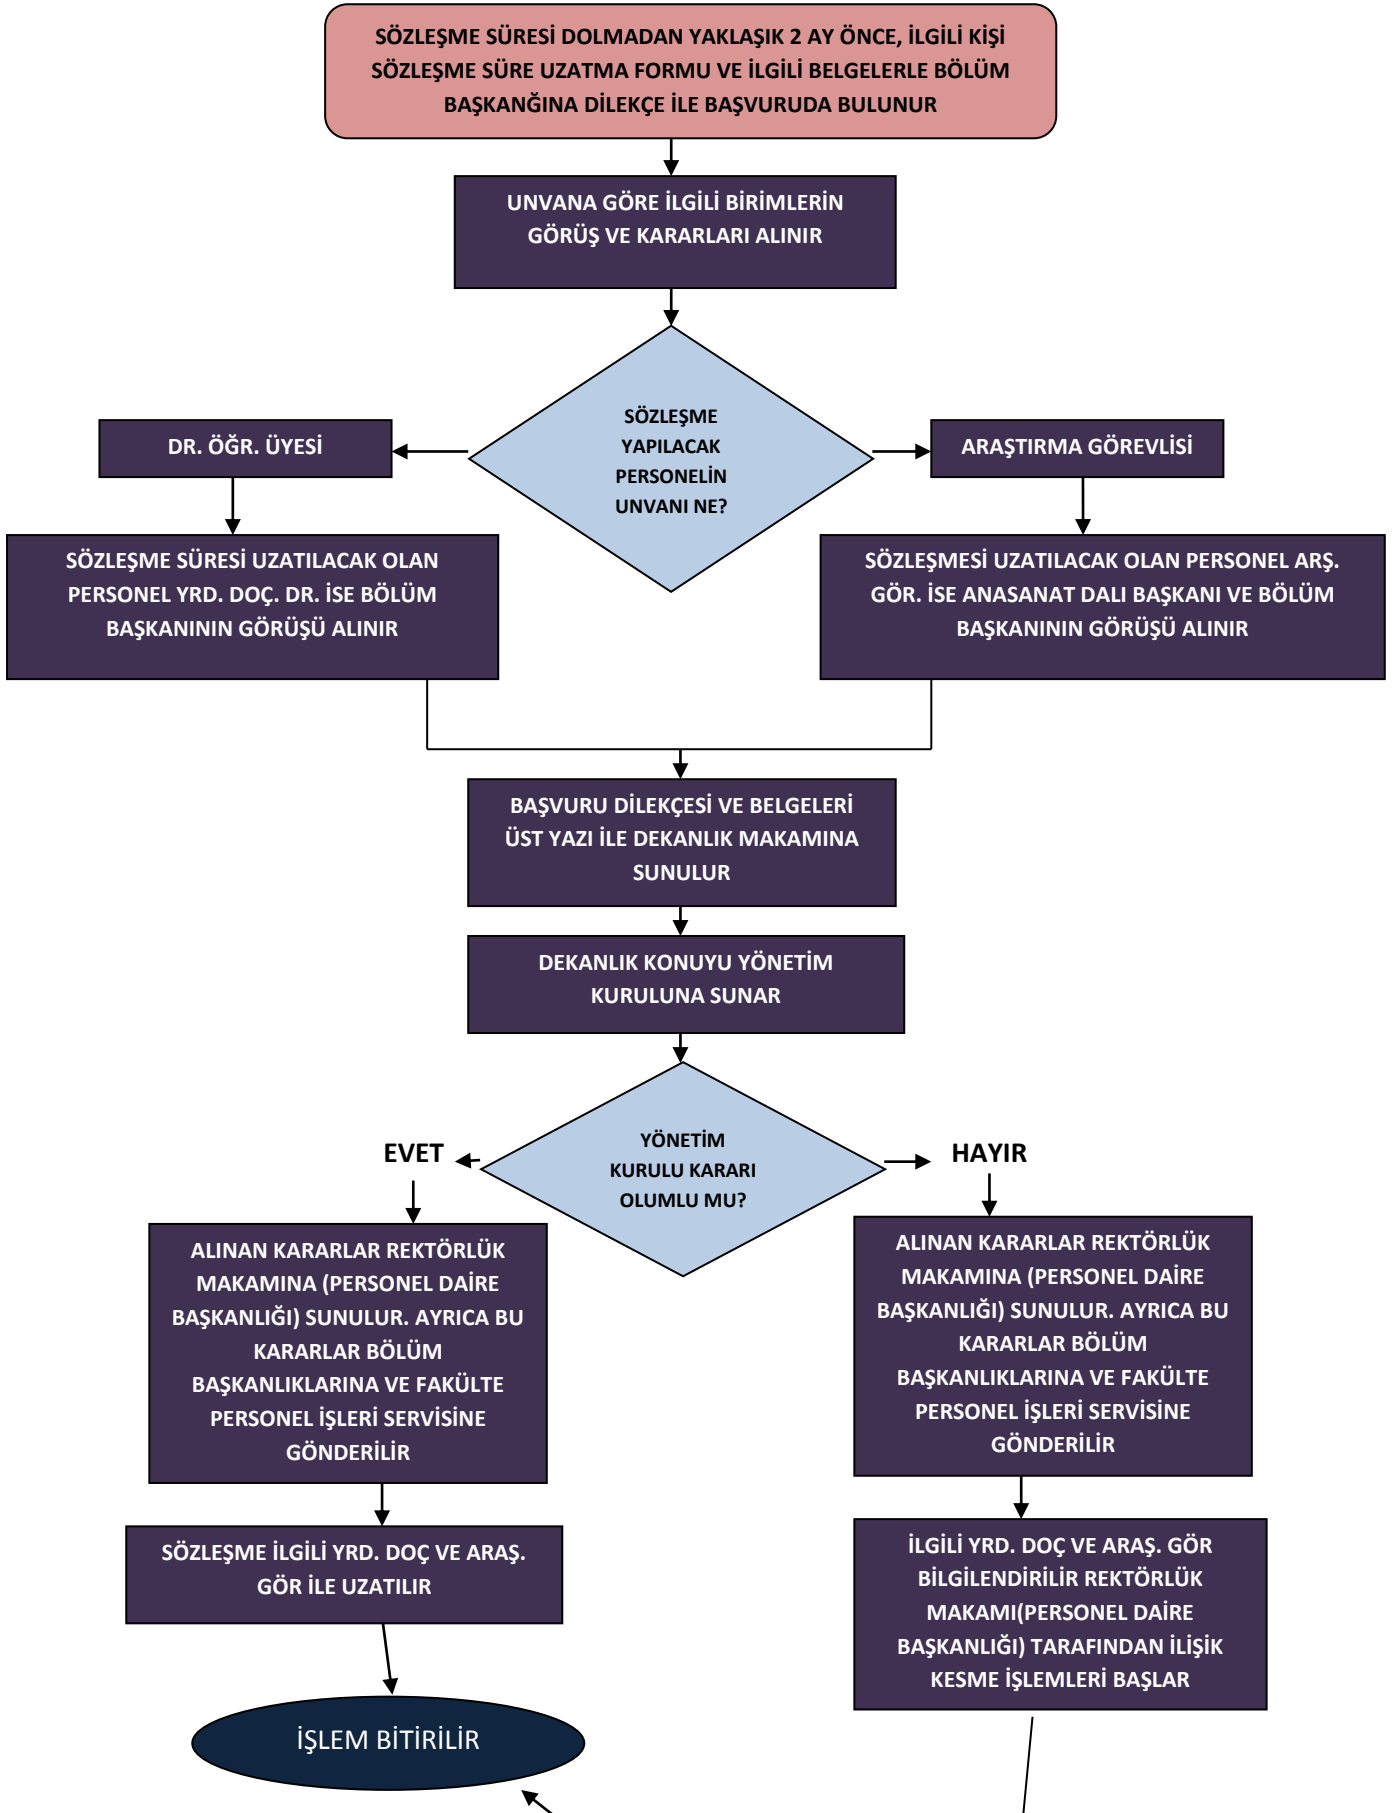 SÖZLEŞME SÜRESİ DOLMADAN YAKLAŞIK 2 AY ÖNCE, İLGİLİ KİŞİ
SÖZLEŞME SÜRE UZATMA FORMU VE İLGİLİ BELGELERLE BÖLÜM
BAŞKANĞINA DİLEKÇE İLE BAŞVURUDA BULUNUR
UNVANA GÖRE İLGİLİ BİRİMLERİN
GÖRÜŞ VE KARARLARI ALINIR
SÖZLEŞME
YAPILACAK
PERSONELİN
UNVANI NE?
DR. ÖĞR. ÜYESİ
ARAŞTIRMA GÖREVLİSİ
SÖZLEŞME SÜRESİ UZATILACAK OLAN
PERSONEL YRD. DOÇ. DR. İSE BÖLÜM
BAŞKANININ GÖRÜŞÜ ALINIR
SÖZLEŞMESİ UZATILACAK OLAN PERSONEL ARŞ.
GÖR. İSE ANASANAT DALI BAŞKANI VE BÖLÜM
BAŞKANININ GÖRÜŞÜ ALINIR
BAŞVURU DİLEKÇESİ VE BELGELERİ
ÜST YAZI İLE DEKANLIK MAKAMINA
SUNULUR
DEKANLIK KONUYU YÖNETİM
KURULUNA SUNAR
YÖNETİM
KURULU KARARI
OLUMLU MU?
EVET
HAYIR
ALINAN KARARLAR REKTÖRLÜK
MAKAMINA (PERSONEL DAİRE
BAŞKANLIĞI) SUNULUR. AYRICA BU
KARARLAR BÖLÜM
BAŞKANLIKLARINA VE FAKÜLTE
PERSONEL İŞLERİ SERVİSİNE
GÖNDERİLİR
ALINAN KARARLAR REKTÖRLÜK
MAKAMINA (PERSONEL DAİRE
BAŞKANLIĞI) SUNULUR. AYRICA BU
KARARLAR BÖLÜM
BAŞKANLIKLARINA VE FAKÜLTE
PERSONEL İŞLERİ SERVİSİNE
GÖNDERİLİR
SÖZLEŞME İLGİLİ YRD. DOÇ VE ARAŞ.
GÖR İLE UZATILIR
İLGİLİ YRD. DOÇ VE ARAŞ. GÖR
BİLGİLENDİRİLİR REKTÖRLÜK
MAKAMI(PERSONEL DAİRE
BAŞKANLIĞI) TARAFINDAN İLİŞİK
KESME İŞLEMLERİ BAŞLAR
İŞLEM BİTİRİLİR